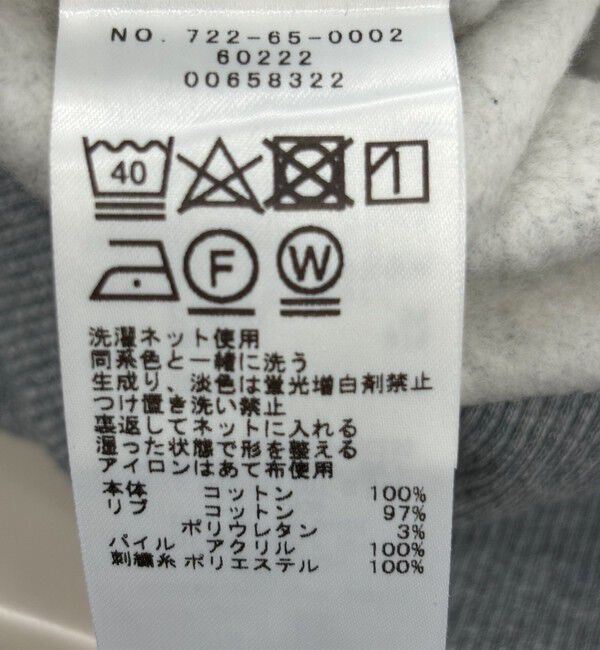 NO. 722-65-0002
60222
00658322
40
F W
洗濯ネット使用
同系色と一緒に洗う
生成り、淡色は蛍光増白剤禁止
つけ置き洗い禁止
裏返してネットに入れる
湿った状態で形を整える
アイロンはあて布使用
本体 コットン 100%
リブ コットン 97%
ポリウレタン 3%
パイル アクリル 100%
刺繍糸 ポリエステル 100%